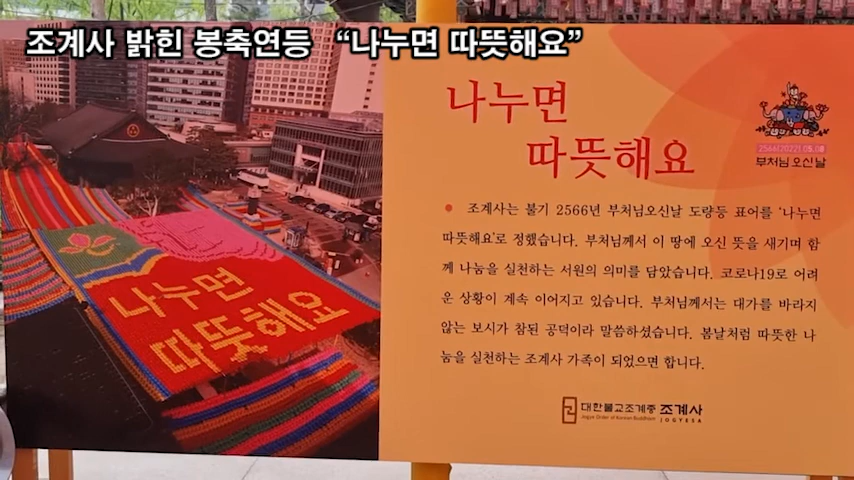 조계사 밝힌 봉축연등 “나누면 따뜻해요”
나누면
따뜻해요
나누면
따뜻해요
2566(2022).05.08
부처님 오신날
● 조계사는 불기 2566년 부처님오신날 도량등 표어를 ‘나누면
따뜻해요’로 정했습니다. 부처님께서 이 땅에 오신 뜻을 새기며 함
께 나눔을 실천하는 서원의 의미를 담았습니다. 코로나19로 어려
운 상황이 계속 이어지고 있습니다. 부처님께서는 대가를 바라지
않는 보시가 참된 공덕이라 말씀하셨습니다. 봄날처럼 따뜻한 나
눔을 실천하는 조계사 가족이 되었으면 합니다.
대한불교조계종 조계사
Jogye Order of Korean Buddhism JOGYESA